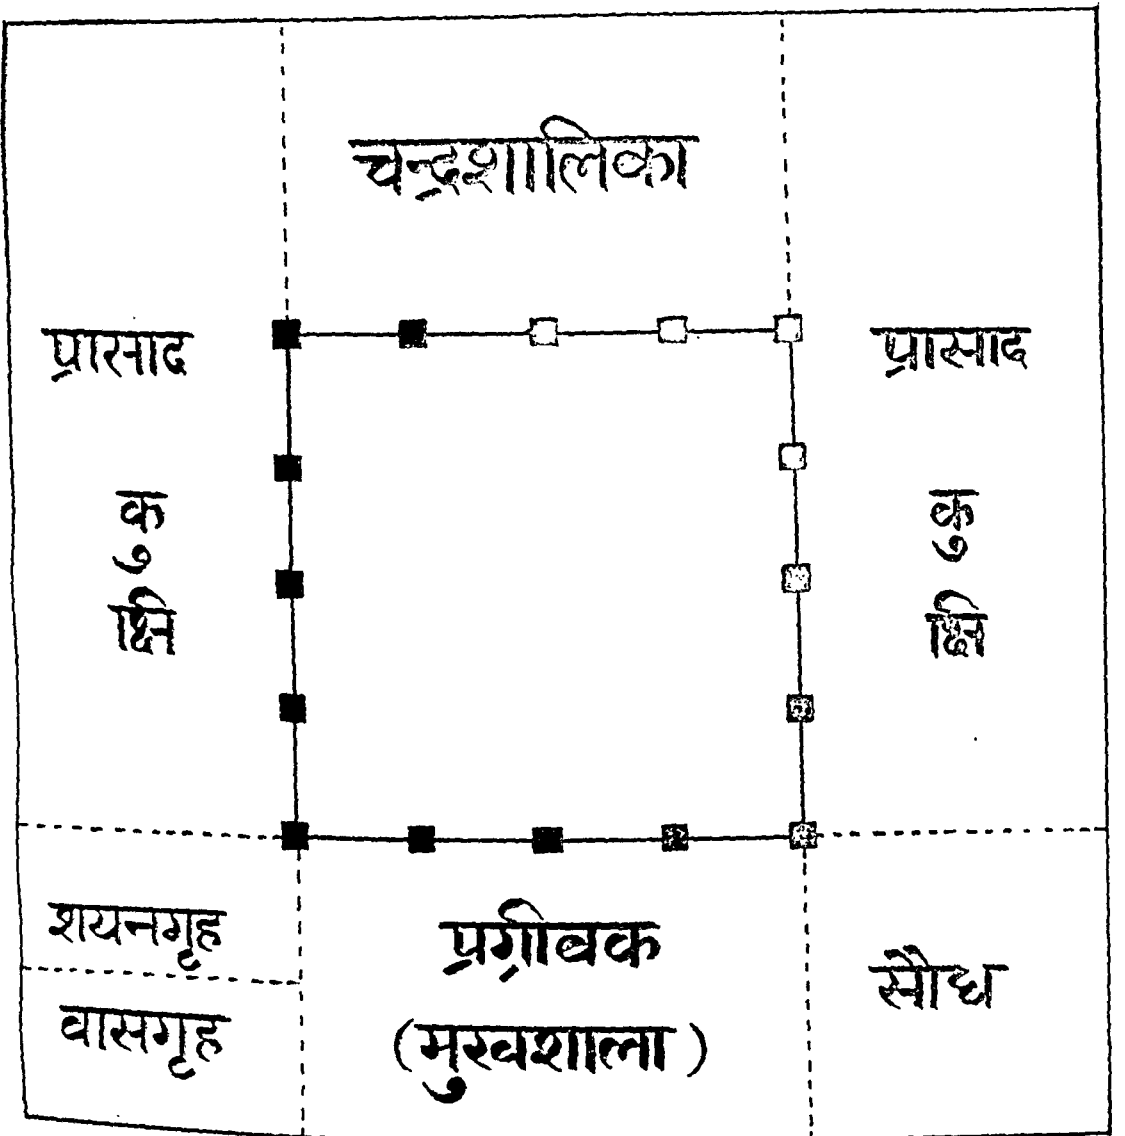 चन्द्रशालिका
प्रासाद
कु
क्षि
प्रासाद
कु
क्षि
शयनगृह
वासगृह
प्रग्रीवक
(मुखशाला)
सौध